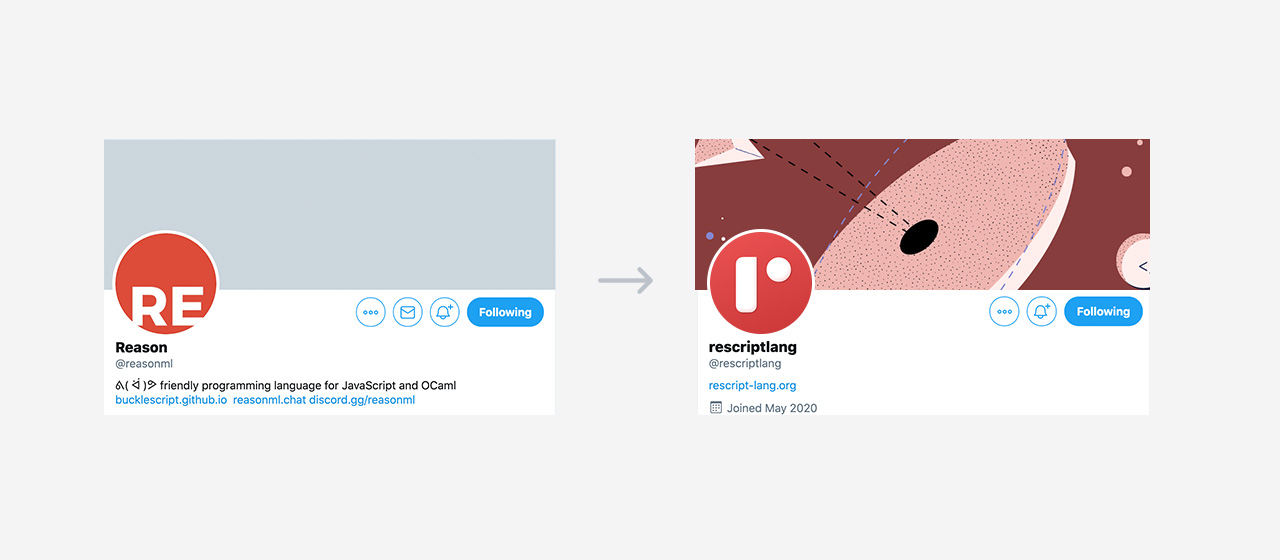 RE
Following
Reason
@reasonml
ᕕ( ᐛ )ᕗ friendly programming language for JavaScript and OCaml
bucklescript.github.io reasonml.chat discord.gg/reasonml
r
<
Following
rescriptlang
@rescriptlang
rescript-lang.org
Joined May 2020